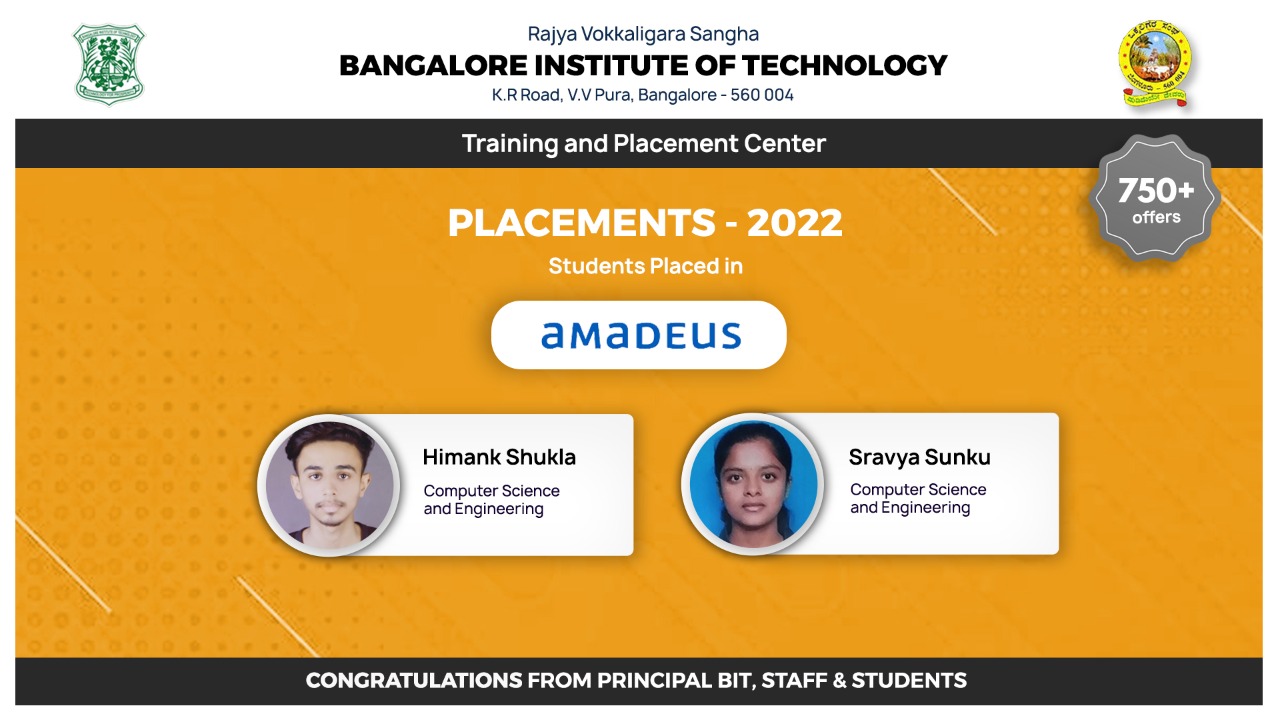 Rajya Vokkaligara Sangha
BANGALORE INSTITUTE OF TECHNOLOGY
K.R Road, V.V Pura, Bangalore - 560 004
Training and Placement Center
750+
offers
PLACEMENTS - 2022
Students Placed in
amadeus
Himank Shukla
Computer Science
and Engineering
Sravya Sunku
Computer Science
and Engineering
CONGRATULATIONS FROM PRINCIPAL BIT, STAFF & STUDENTS